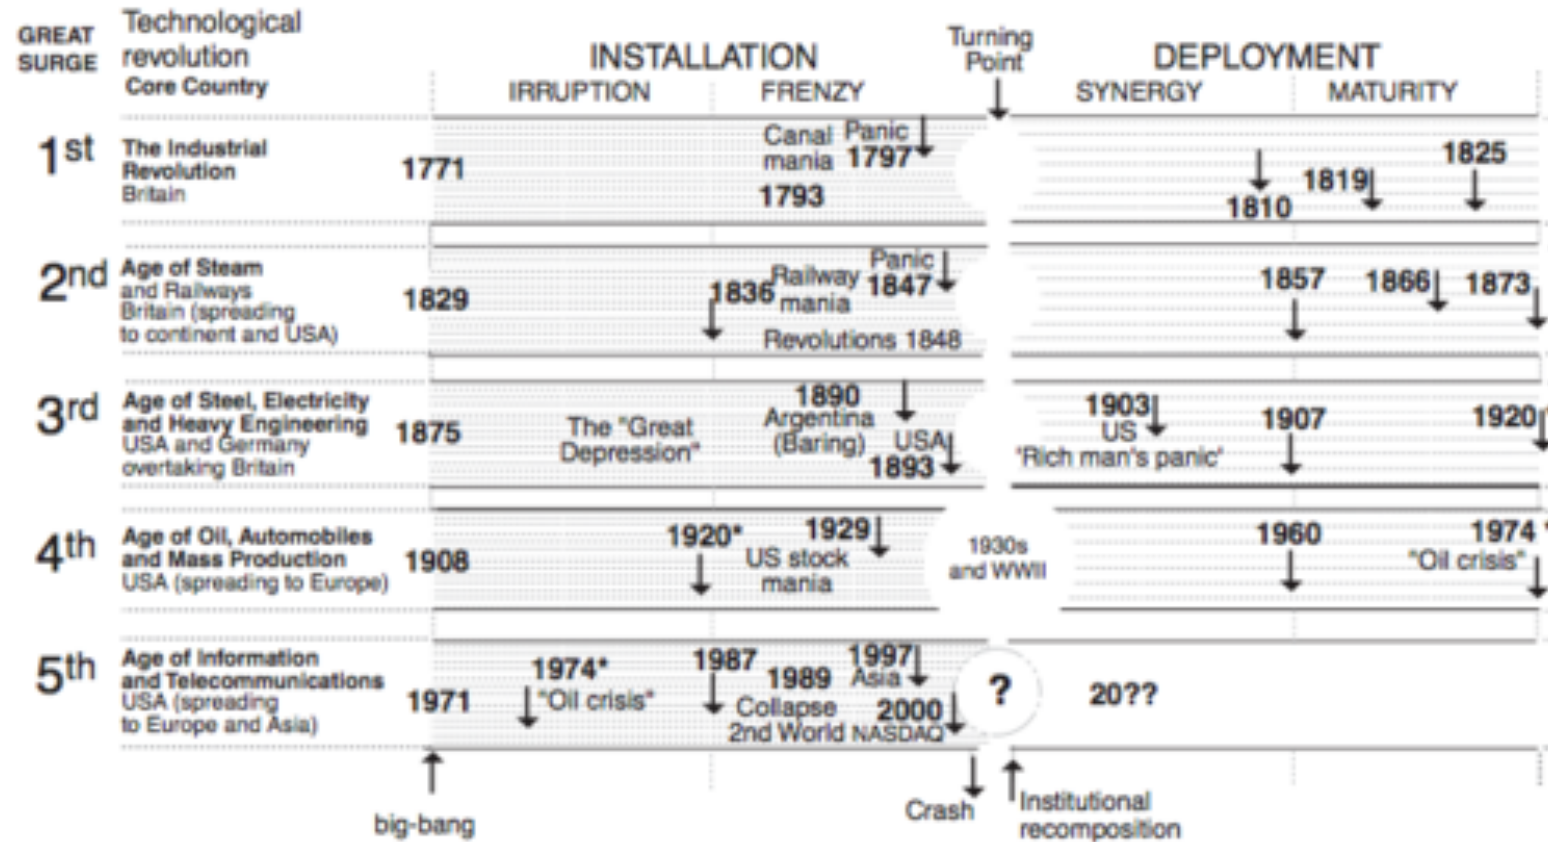 GREAT
SURGE
Technological
revolution
Core Country
INSTALLATION
Turning
Point
DEPLOYMENT
IRRUPTION
FRENZY
SYNERGY
MATURITY
1st
The Industrial
Revolution
Britain
1771
Canal
mania
1793
Panic
1797
1810
1819
1825
2nd
Age of Steam
and Railways
Britain (spreading
to continent and USA)
1829
1836
Railway
mania
Panic
1847
Revolutions 1848
1857
1866
1873
3rd
Age of Steel, Electricity
and Heavy Engineering
USA and Germany
overtaking Britain
1875
The "Great
Depression"
1890
Argentina
(Baring)
USA
1893
1903
US
'Rich man's panic'
1907
1920*
4th
Age of Oil, Automobiles
and Mass Production
USA (spreading to Europe)
1908
1920*
1929
US stock
mania
1930s
and WWII
1960
1974*
"Oil crisis"
5th
Age of Information
and Telecommunications
USA (spreading
to Europe and Asia)
1971
1974*
"Oil crisis"
1987
1989
Collapse
2nd World
1997
Asia
2000
NASDAQ
?
20??
big-bang
Crash
Institutional
recomposition